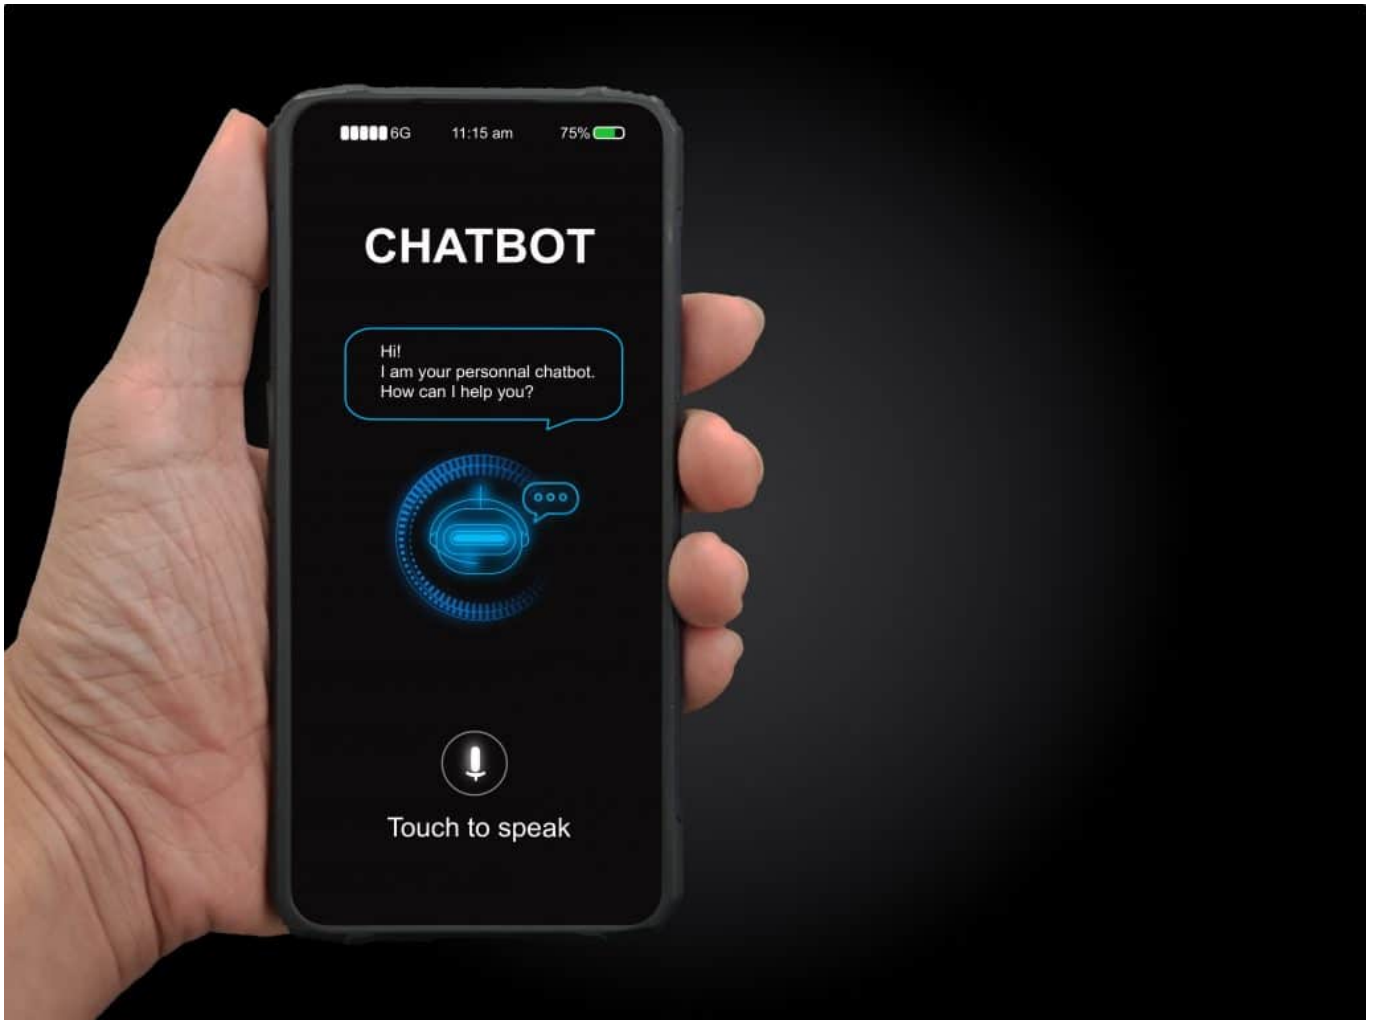 6G 11:15 am 75%
CHATBOT
Hi!
I am your personnal chatbot.
How can I help you?
Touch to speak